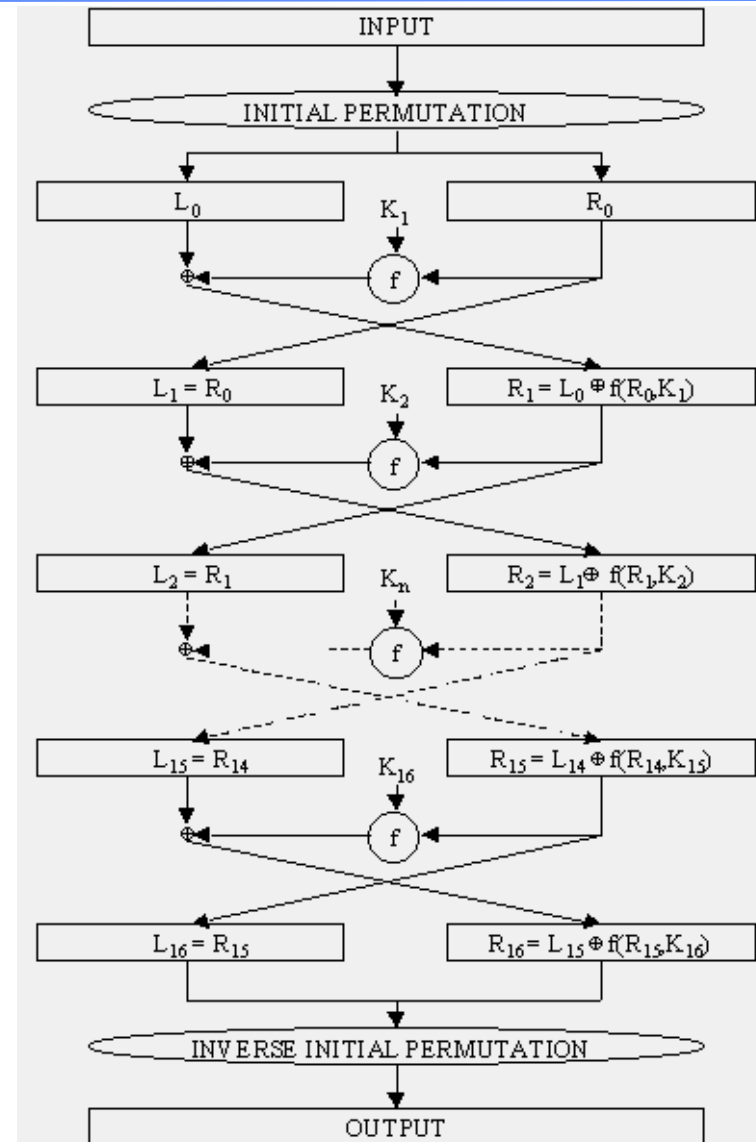 INPUT
INITIAL PERMUTATION
L₀
K₁
R₀
⊕
f
L₁ = R₀
K₂
R₁ = L₀ ⊕ f(R₀,K₁)
⊕
f
L₂ = R₁
Kₙ
R₂ = L₁⊕ f(R₁,K₂)
⊕
f
L₁₅ = R₁₄
K₁₆
R₁₅ = L₁₄ ⊕ f(R₁₄,K₁₅)
⊕
f
L₁₆ = R₁₅
R₁₆ = L₁₅ ⊕ f(R₁₅,K₁₆)
INVERSE INITIAL PERMUTATION
OUTPUT